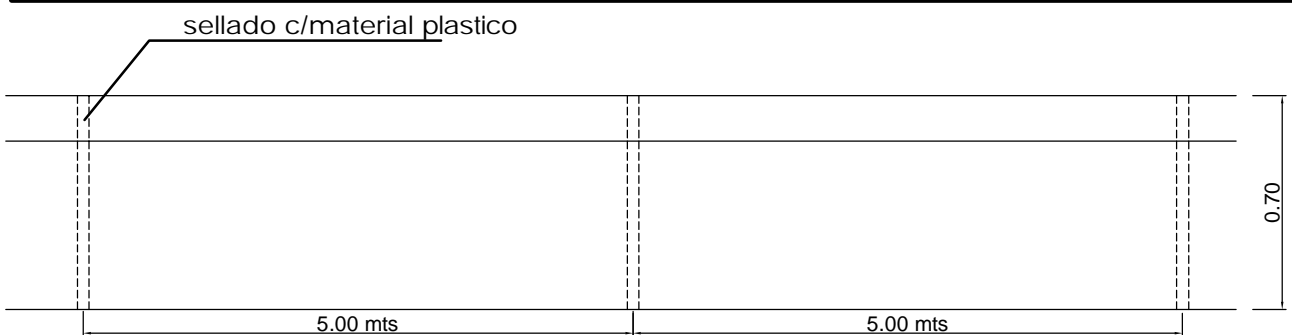 sellado c/material plastico
0.70
5.00 mts
5.00 mts